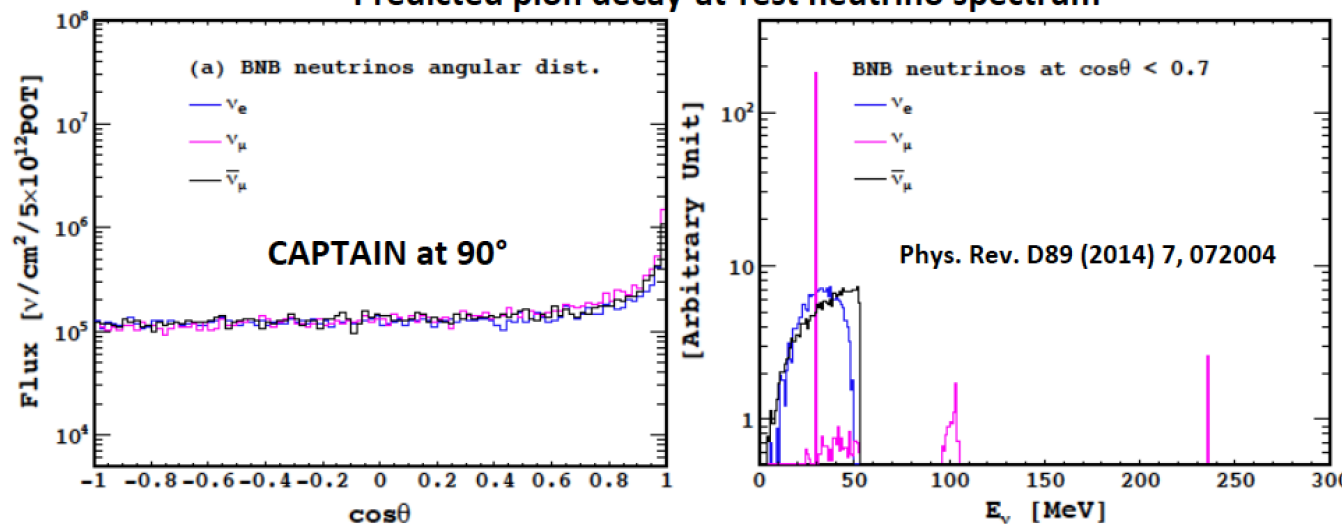 Predicted pion decay at rest neutrino spectrum
(a) BNB neutrinos angular dist.
νe
νμ
ν̅μ
CAPTAIN at 90°
Flux [ν/cm²/5×10¹²POT]
10⁸
10⁷
10⁶
10⁵
10⁴
-1 -0.8 -0.6 -0.4 -0.2 0 0.2 0.4 0.6 0.8 1
cosθ
BNB neutrinos at cosθ < 0.7
νe
νμ
ν̅μ
Phys. Rev. D89 (2014) 7, 072004
[Arbitrary Unit]
10²
10
1
0 50 100 150 200 250 300
Eν [MeV]